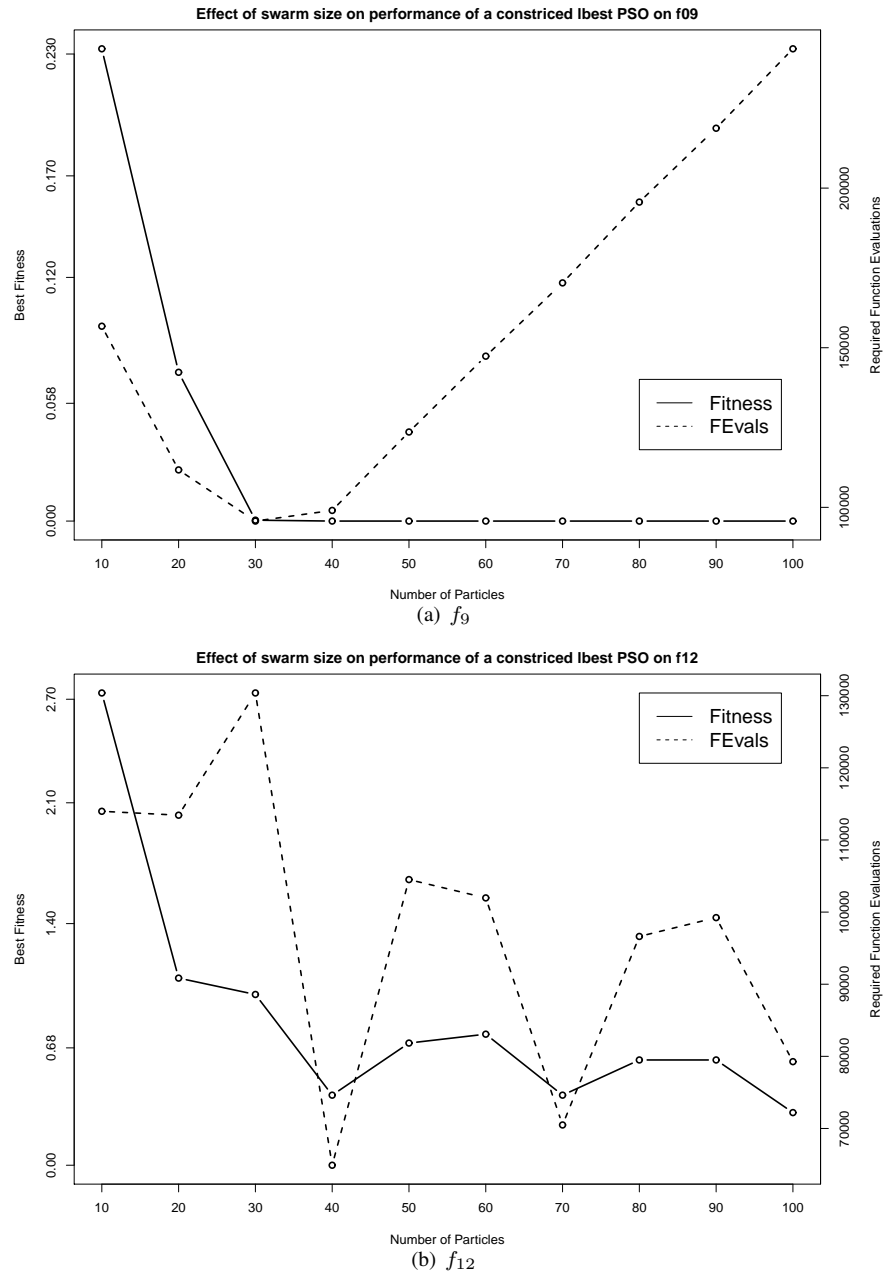 Effect of swarm size on performance of a constriced lbest PSO on f09
0.230
0.170
0.120
0.058
0.000
Best Fitness
200000
150000
100000
Required Function Evaluations
Fitness
FEvals
10 20 30 40 50 60 70 80 90 100
Number of Particles
(a) f9
Effect of swarm size on performance of a constriced lbest PSO on f12
2.70
2.10
1.40
0.68
0.00
Best Fitness
130000
120000
110000
100000
90000
80000
70000
Required Function Evaluations
Fitness
FEvals
10 20 30 40 50 60 70 80 90 100
Number of Particles
(b) f12